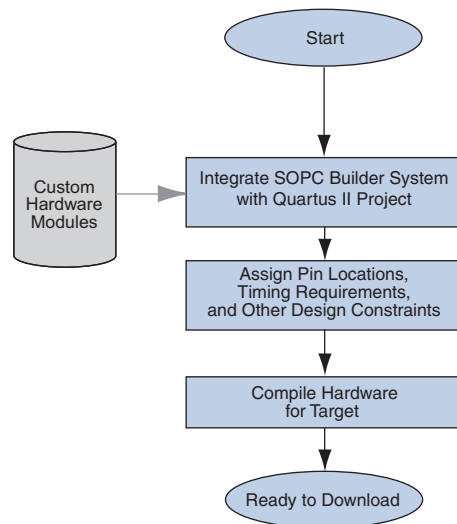 Start
Custom
Hardware
Modules
Integrate SOPC Builder System
with Quartus II Project
Assign Pin Locations,
Timing Requirements,
and Other Design Constraints
Compile Hardware
for Target
Ready to Download